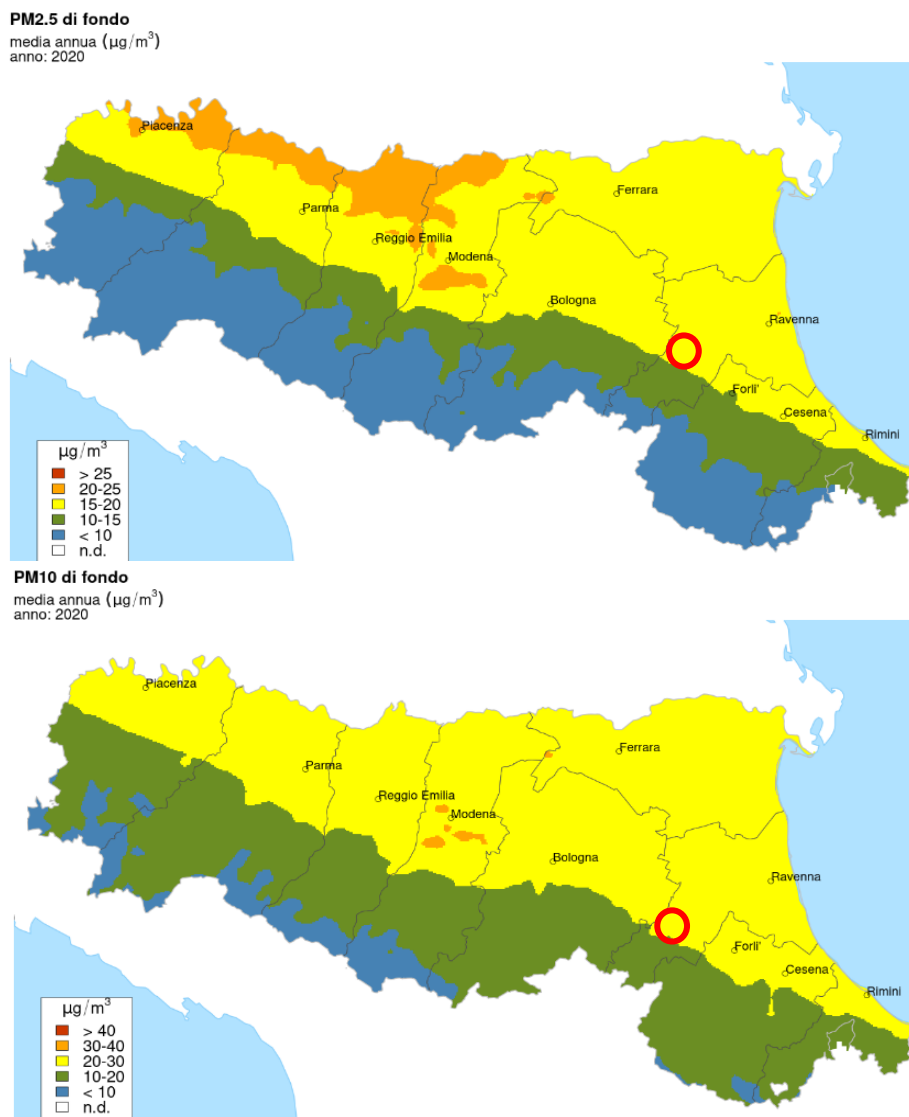 PM2.5 di fondo
media annua (µg/m³)
anno: 2020
Piacenza
Parma
Reggio Emilia
Modena
Ferrara
Bologna
Ravenna
Forli'
Cesena
Rimini
µg/m³
> 25
20-25
15-20
10-15
< 10
n.d.
PM10 di fondo
media annua (µg/m³)
anno: 2020
Piacenza
Ferrara
Parma
Reggio Emilia
Modena
Bologna
Ravenna
Forli'
Cesena
Rimini
µg/m³
> 40
30-40
20-30
10-20
< 10
n.d.